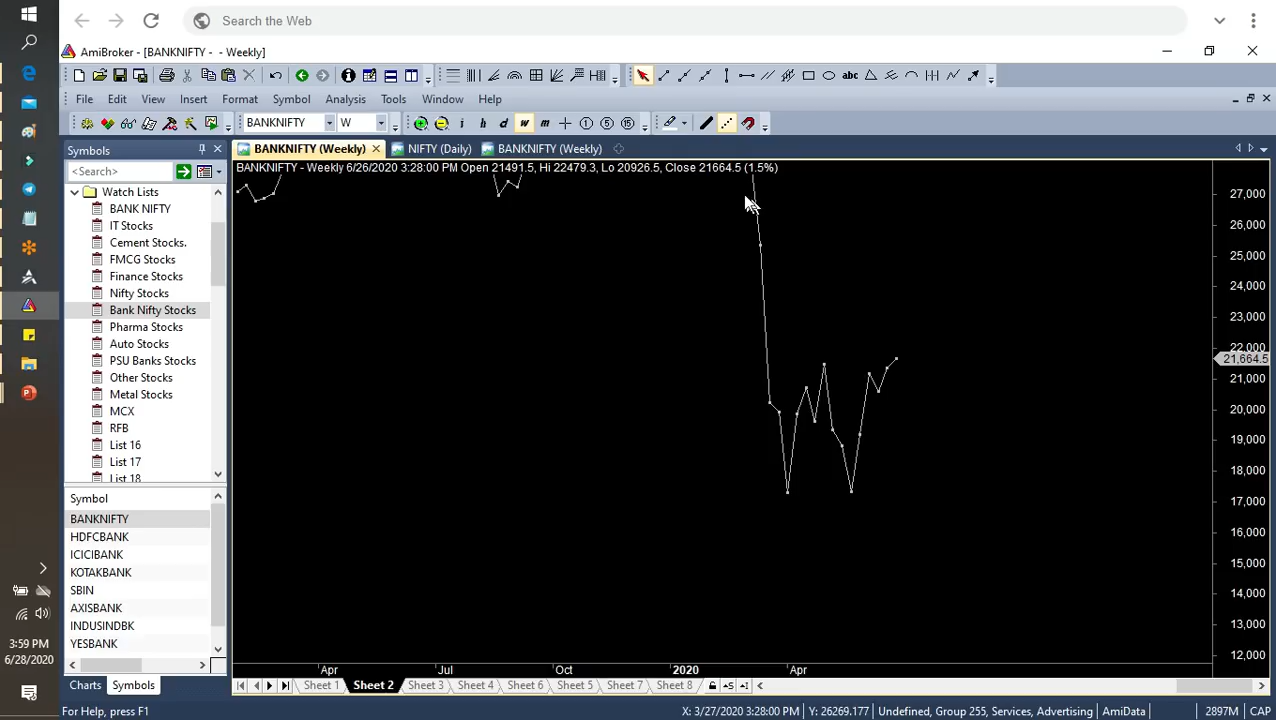 Search the Web
AmiBroker - [BANKNIFTY - - Weekly]
File Edit View Insert Format Symbol Analysis Tools Window Help
BANKNIFTY W i h d w m 1 5 15
abc
Symbols
BANKNIFTY (Weekly) NIFTY (Daily) BANKNIFTY (Weekly)
<Search>
BANKNIFTY - Weekly 6/26/2020 3:28:00 PM Open 21491.5, Hi 22479.3, Lo 20926.5, Close 21664.5 (1.5%)
Watch Lists
BANK NIFTY
IT Stocks
Cement Stocks.
FMCG Stocks
Finance Stocks
Nifty Stocks
Bank Nifty Stocks
Pharma Stocks
Auto Stocks
PSU Banks Stocks
Other Stocks
Metal Stocks
MCX
RFB
List 16
List 17
List 18
Symbol
BANKNIFTY
HDFCBANK
ICICIBANK
KOTAKBANK
SBIN
AXISBANK
INDUSINDBK
YESBANK
Charts Symbols
27,000
26,000
25,000
24,000
23,000
22,000
21,664.5
21,000
20,000
19,000
18,000
17,000
16,000
15,000
14,000
13,000
12,000
Apr Jul Oct 2020 Apr
Sheet 1 Sheet 2 Sheet 3 Sheet 4 Sheet 6 Sheet 5 Sheet 7 Sheet 8
For Help, press F1
X: 3/27/2020 3:28:00 PM Y: 26269.177 Undefined, Group 255, Services, Advertising AmiData 2897M CAP
3:59 PM
6/28/2020